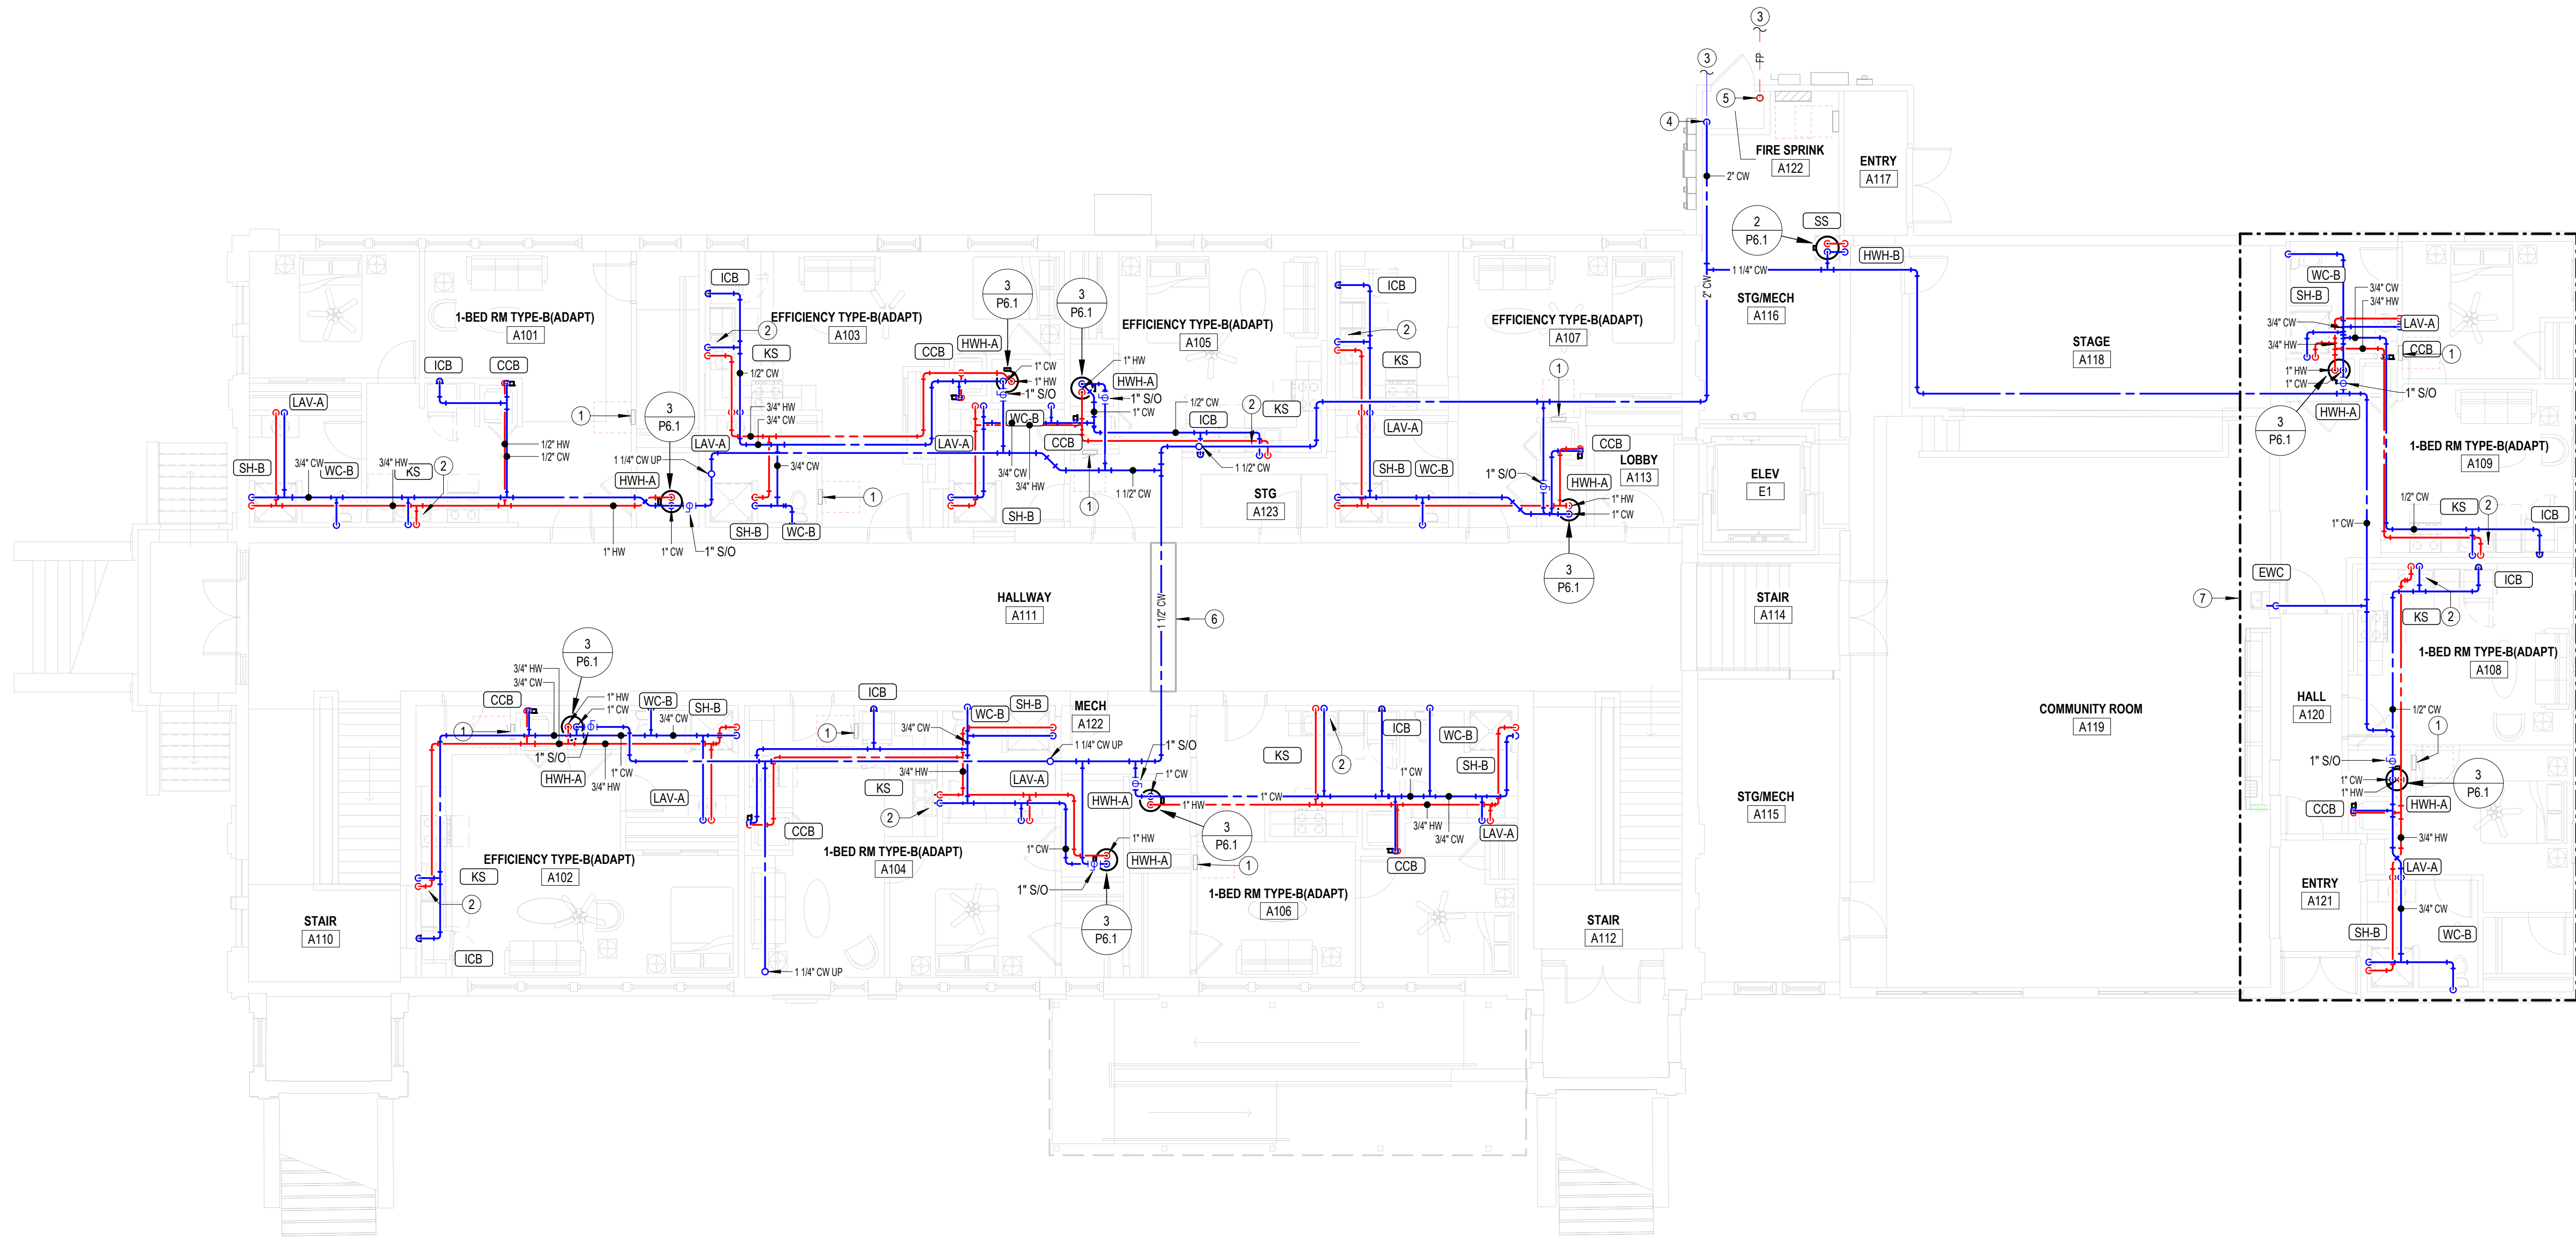 3
3
FP
5
4
FIRE SPRINK
A122
ENTRY
A117
2" CW
2
P6.1
SS
HWH-B
1 1/4" CW
2" CW
STG/MECH
A116
STAGE
A118
1-BED RM TYPE-B(ADAPT)
A101
ICB
CCB
LAV-A
1
3
P6.1
1/2" HW
1/2" CW
SH-B
3/4" CW
WC-B
3/4" HW
KS
2
HWH-A
1 1/4" CW UP
1" HW
1" CW
1" S/O
ICB
EFFICIENCY TYPE-B(ADAPT)
A103
2
KS
1/2" CW
3
P6.1
HWH-A
CCB
1" CW
1" HW
1" S/O
3/4" HW
3/4" CW
LAV-A
3/4" CW
1
SH-B
WC-B
3
P6.1
EFFICIENCY TYPE-B(ADAPT)
A105
1" HW
HWH-A
1" S/O
1" CW
1/2" CW
ICB
2
KS
WC-B
LAV-A
CCB
3/4" CW
3/4" HW
1
1 1/2" CW
1 1/2" CW
SH-B
STG
A123
ICB
EFFICIENCY TYPE-B(ADAPT)
A107
2
KS
1
LAV-A
CCB
SH-B
WC-B
1" S/O
HWH-A
1" HW
1" CW
3
P6.1
LOBBY
A113
ELEV
E1
WC-B
SH-B
3/4" CW
3/4" HW
3/4" CW
LAV-A
3/4" HW
CCB
1
1" HW
1" CW
1" S/O
HWH-A
3
P6.1
1-BED RM TYPE-B(ADAPT)
A109
1" CW
1/2" CW
KS
2
ICB
HALLWAY
A111
1 1/2" CW
6
STAIR
A114
EWC
7
ICB
KS
2
1-BED RM TYPE-B(ADAPT)
A108
HALL
A120
1/2" CW
1
1" S/O
1" CW
1" HW
3
P6.1
HWH-A
CCB
3/4" HW
LAV-A
ENTRY
A121
3/4" CW
SH-B
WC-B
COMMUNITY ROOM
A119
STG/MECH
A115
3
P6.1
3/4" HW
3/4" CW
CCB
1" HW
1" CW
WC-B
3/4" CW
SH-B
1
1" S/O
HWH-A
1" CW
3/4" HW
LAV-A
EFFICIENCY TYPE-B(ADAPT)
A102
KS
2
ICB
STAIR
A110
ICB
1
3/4" CW
WC-B
SH-B
MECH
A122
1 1/4" CW UP
3/4" HW
KS
LAV-A
2
CCB
1-BED RM TYPE-B(ADAPT)
A104
1" CW
1" HW
HWH-A
1" S/O
3
P6.1
1 1/4" CW UP
1" S/O
1" CW
HWH-A
1" HW
1" CW
KS
2
ICB
1" CW
WC-B
SH-B
3/4" HW
3/4" CW
LAV-A
CCB
3
P6.1
1
1-BED RM TYPE-B(ADAPT)
A106
STAIR
A112